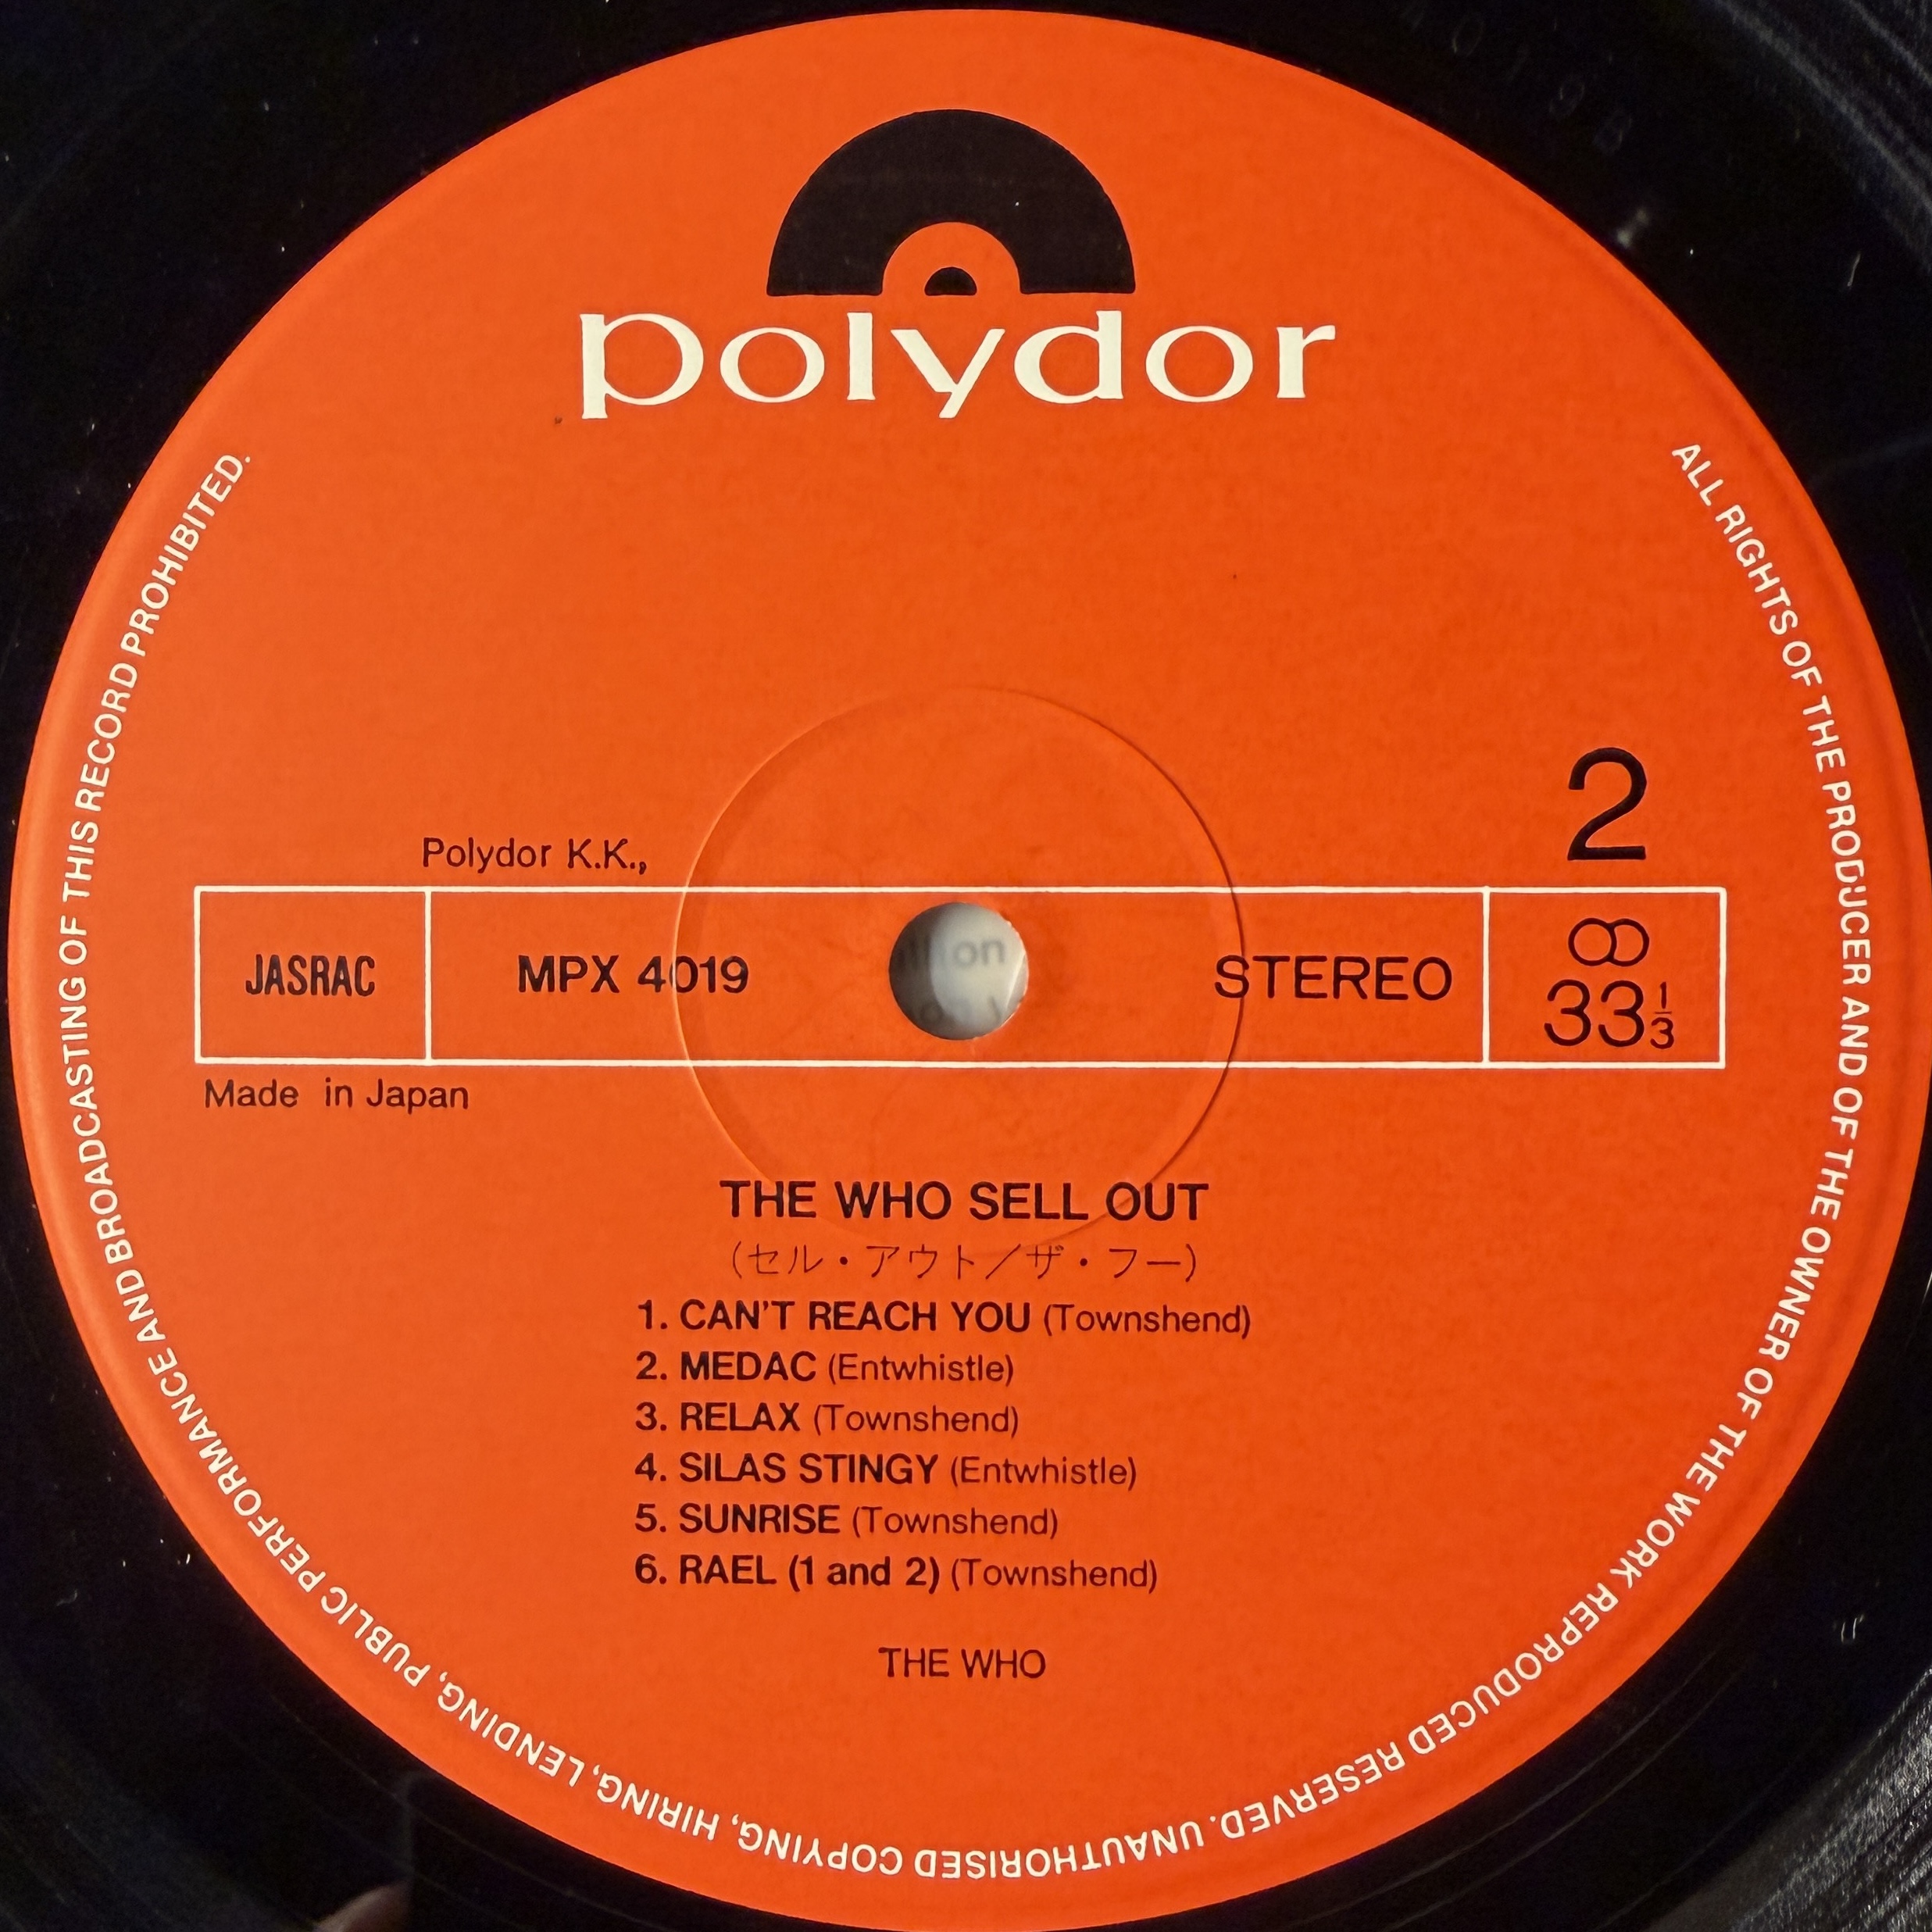 polydor
ALL RIGHTS OF THE PRODUCER AND OF THE OWNER OF THE WORK REPRODUCED RESERVED. UNAUTHORISED COPYING, HIRING, LENDING, PUBLIC PERFORMANCE AND BROADCASTING OF THIS RECORD PROHIBITED.
2
Polydor K.K.,
JASRAC
MPX 4019
STEREO
33 1/3
Made in Japan
THE WHO SELL OUT
(セル・アウト／ザ・フー)
1. CAN'T REACH YOU (Townshend)
2. MEDAC (Entwhistle)
3. RELAX (Townshend)
4. SILAS STINGY (Entwhistle)
5. SUNRISE (Townshend)
6. RAEL (1 and 2) (Townshend)
THE WHO